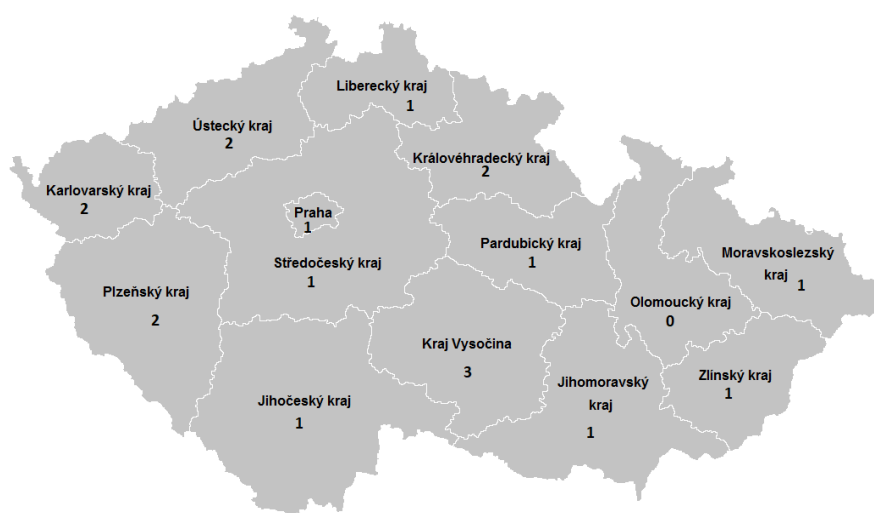 Liberecký kraj
1
Ústecký kraj
2
Královéhradecký kraj
2
Karlovarský kraj
2
Praha
1
Středočeský kraj
1
Pardubický kraj
1
Moravskoslezský
kraj
1
Olomoucký kraj
0
Plzeňský kraj
2
Kraj Vysočina
3
Zlínský kraj
1
Jihomoravský
kraj
1
Jihočeský kraj
1